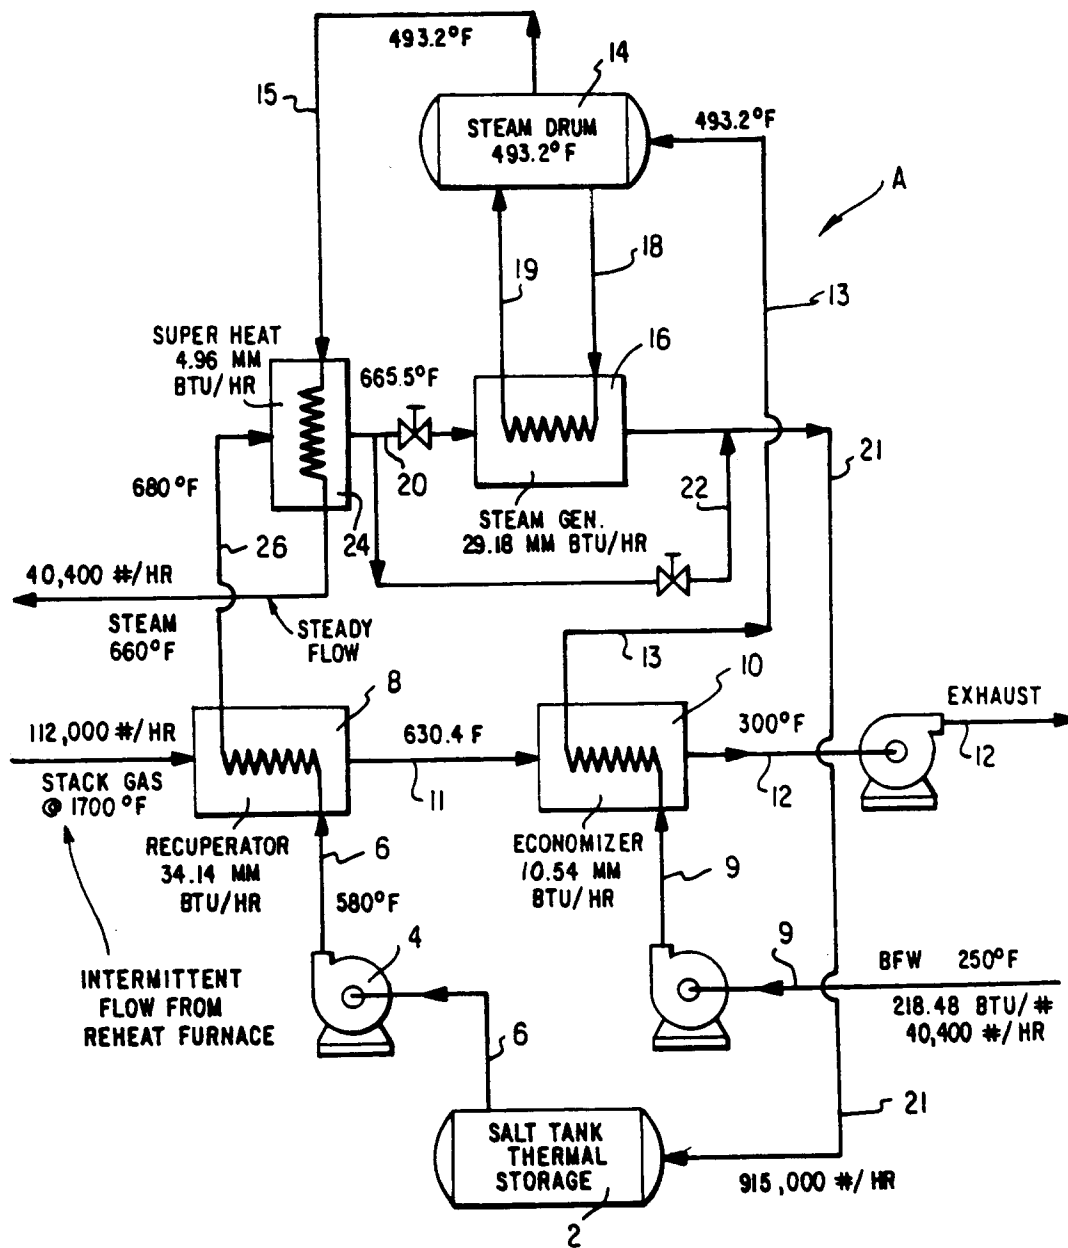 493.2°F
14
15
STEAM DRUM
493.2°F
493.2°F
A
19
18
13
SUPER HEAT
4.96 MM
BTU/HR
16
665.5°F
680°F
20
21
22
24
STEAM GEN.
29.18 MM BTU/HR
26
40,400 #/HR
STEAM
660°F
STEADY
FLOW
13
10
8
EXHAUST
112,000 #/HR
630.4 F
300°F
STACK GAS
@ 1700°F
11
12
12
RECUPERATOR
34.14 MM
BTU/HR
6
ECONOMIZER
10.54 MM
BTU/HR
9
580°F
4
9
BFW 250°F
INTERMITTENT
FLOW FROM
REHEAT FURNACE
218.48 BTU/#
40,400 #/HR
6
21
SALT TANK
THERMAL
STORAGE
915,000 #/HR
2